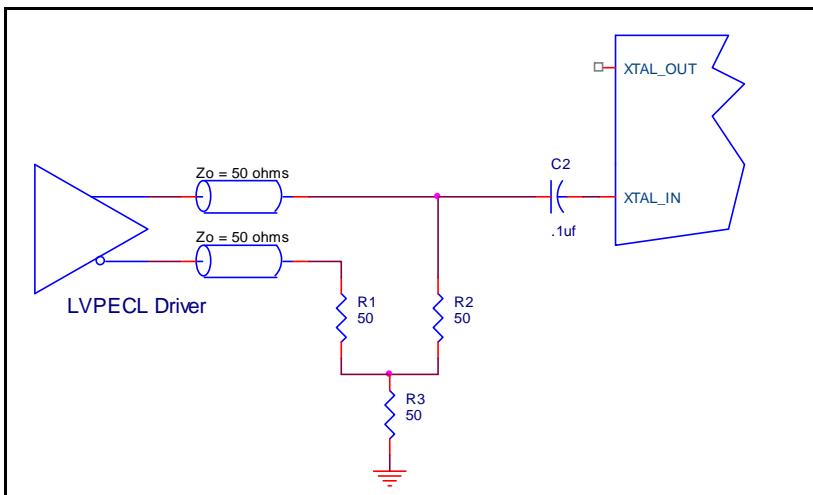 XTAL_OUT
Zo = 50 ohms
C2
XTAL_IN
.1uf
Zo = 50 ohms
LVPECL Driver
R1
50
R2
50
R3
50